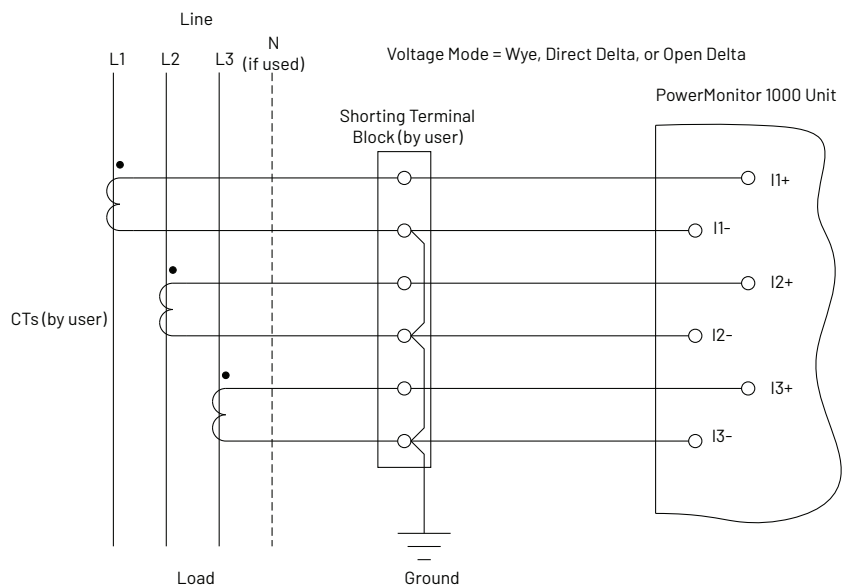 Line
L1
L2
L3
N
(if used)
Voltage Mode = Wye, Direct Delta, or Open Delta
PowerMonitor 1000 Unit
Shorting Terminal
Block (by user)
I1+
I1-
I2+
CTs (by user)
I2-
I3+
I3-
Load
Ground